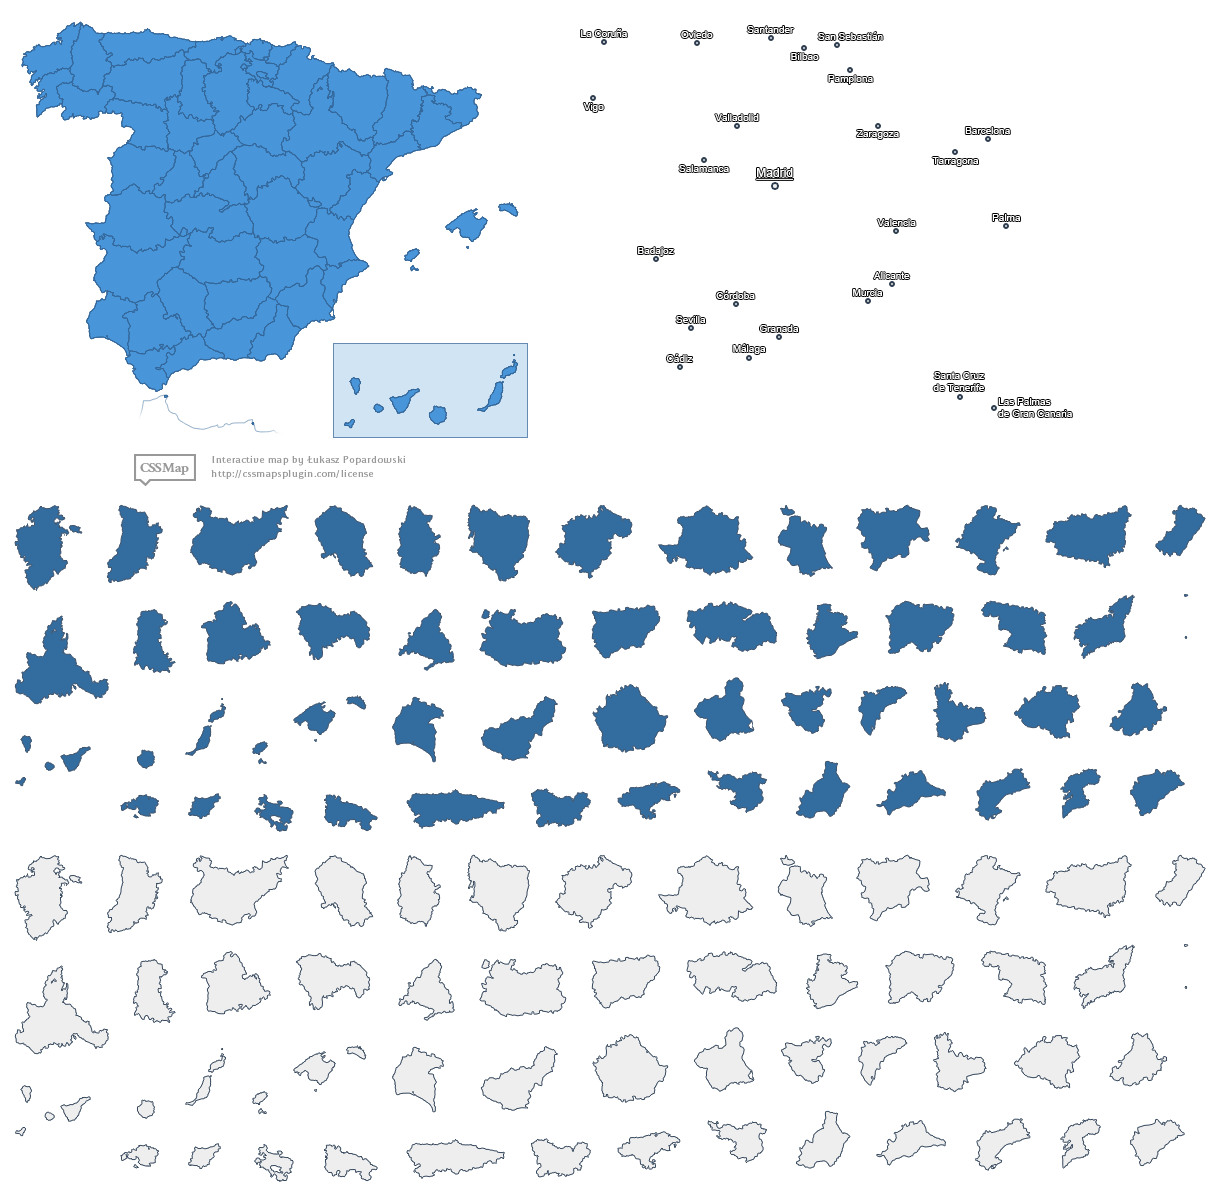 La Coruña
Oviedo
Santander
San Sebastián
Bilbao
Pamplona
Vigo
Valladolid
Zaragoza
Barcelona
Tarragona
Salamanca
Madrid
Valencia
Palma
Badajoz
Alicante
Murcia
Córdoba
Sevilla
Granada
Málaga
Cádiz
Santa Cruz
de Tenerife
Las Palmas
de Gran Canaria
CSSMap
Interactive map by Łukasz Popardowski
http://cssmapsplugin.com/license